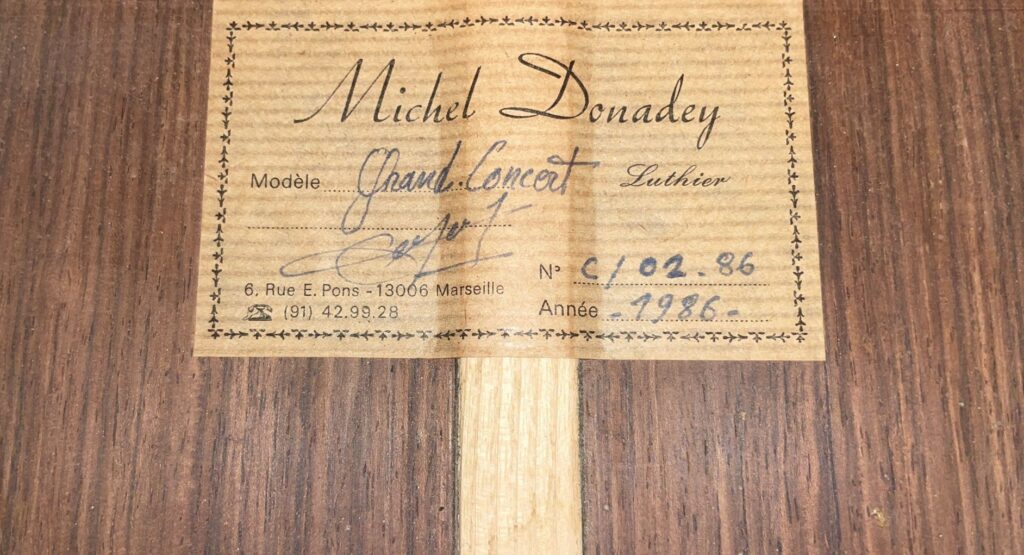 Michel Donadey
Modèle Grand Concert Luthier
N° C/02-86
6, Rue E. Pons - 13006 Marseille
Année -1986-
☏ (91) 42.99.28